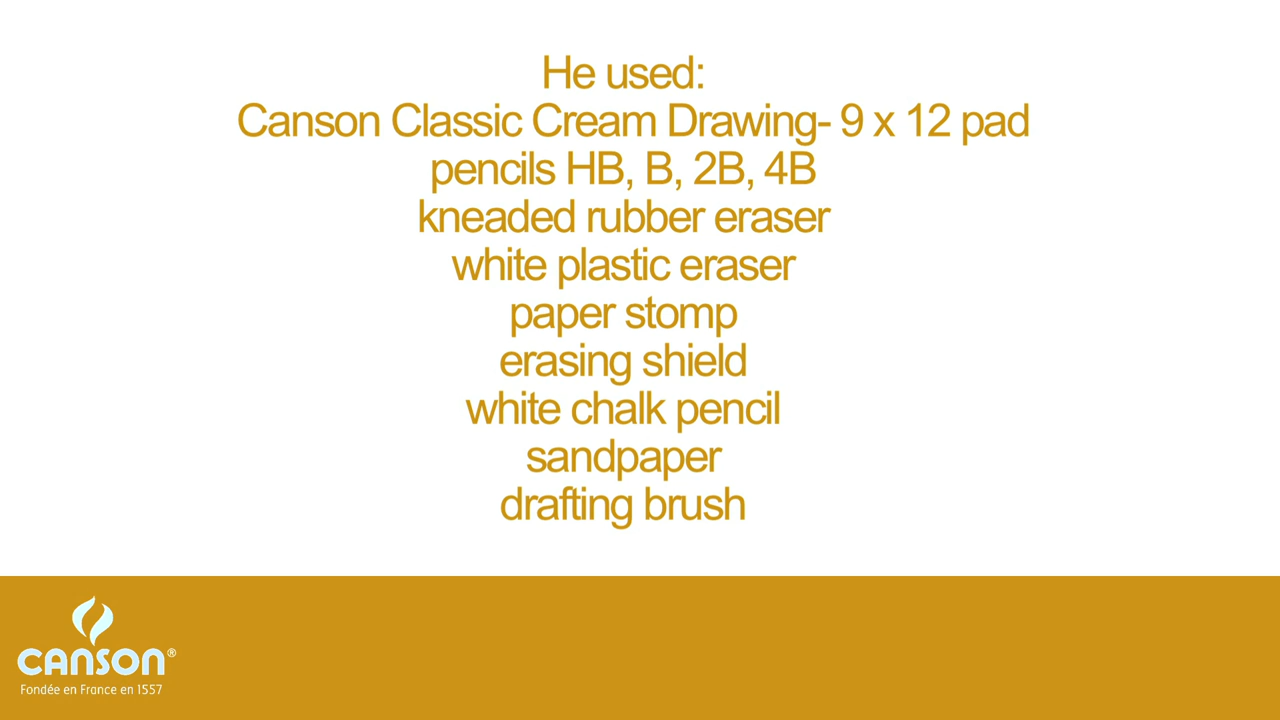 He used:
Canson Classic Cream Drawing- 9 x 12 pad
pencils HB, B, 2B, 4B
kneaded rubber eraser
white plastic eraser
paper stomp
erasing shield
white chalk pencil
sandpaper
drafting brush
CANSON®
Fondée en France en 1557